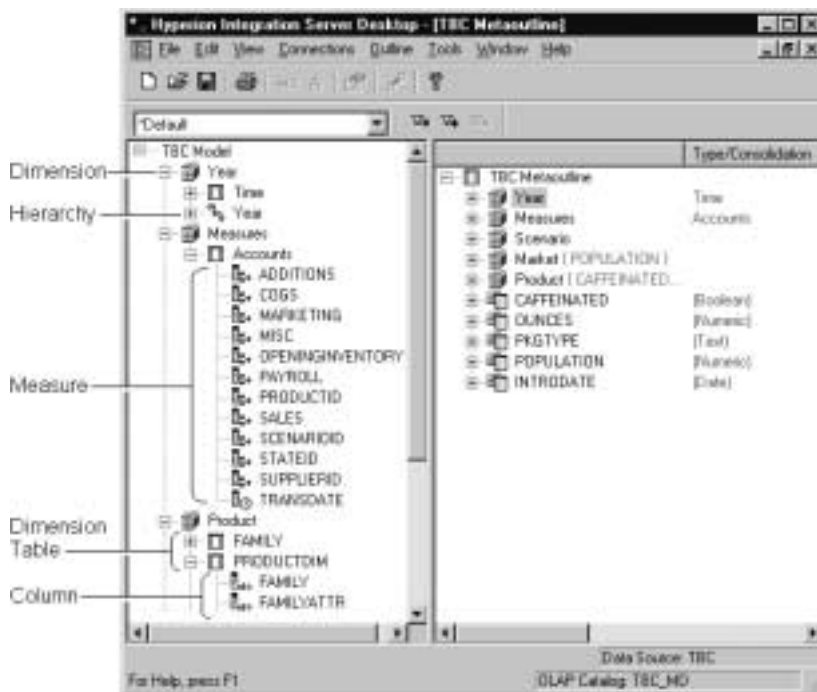 Hyperion Integration Server Desktop - [TBC Metaoutline]
File Edit View Connections Outline Tools Window Help
*Default
Type/Consolidation
TBC Model
Dimension
Year
Time
Hierarchy
Year
Measures
Accounts
ADDITIONS
COGS
MARKETING
MISC
OPENINGINVENTORY
PAYROLL
Measure
PRODUCTID
SALES
SCENARIOID
STATEID
SUPPLIERID
TRANSDATE
Product
Dimension
Table
FAMILY
PRODUCTDIM
Column
FAMILY
FAMILYATTR
TBC Metaoutline
Year Time
Measures Accounts
Scenario
Market (POPULATION)
Product (CAFFEINATED...
CAFFEINATED (Boolean)
OUNCES (Numeric)
PKGTYPE (Text)
POPULATION (Numeric)
INTRODATE (Date)
Data Source: TBC
For Help, press F1
OLAP Catalog: TBC_MD